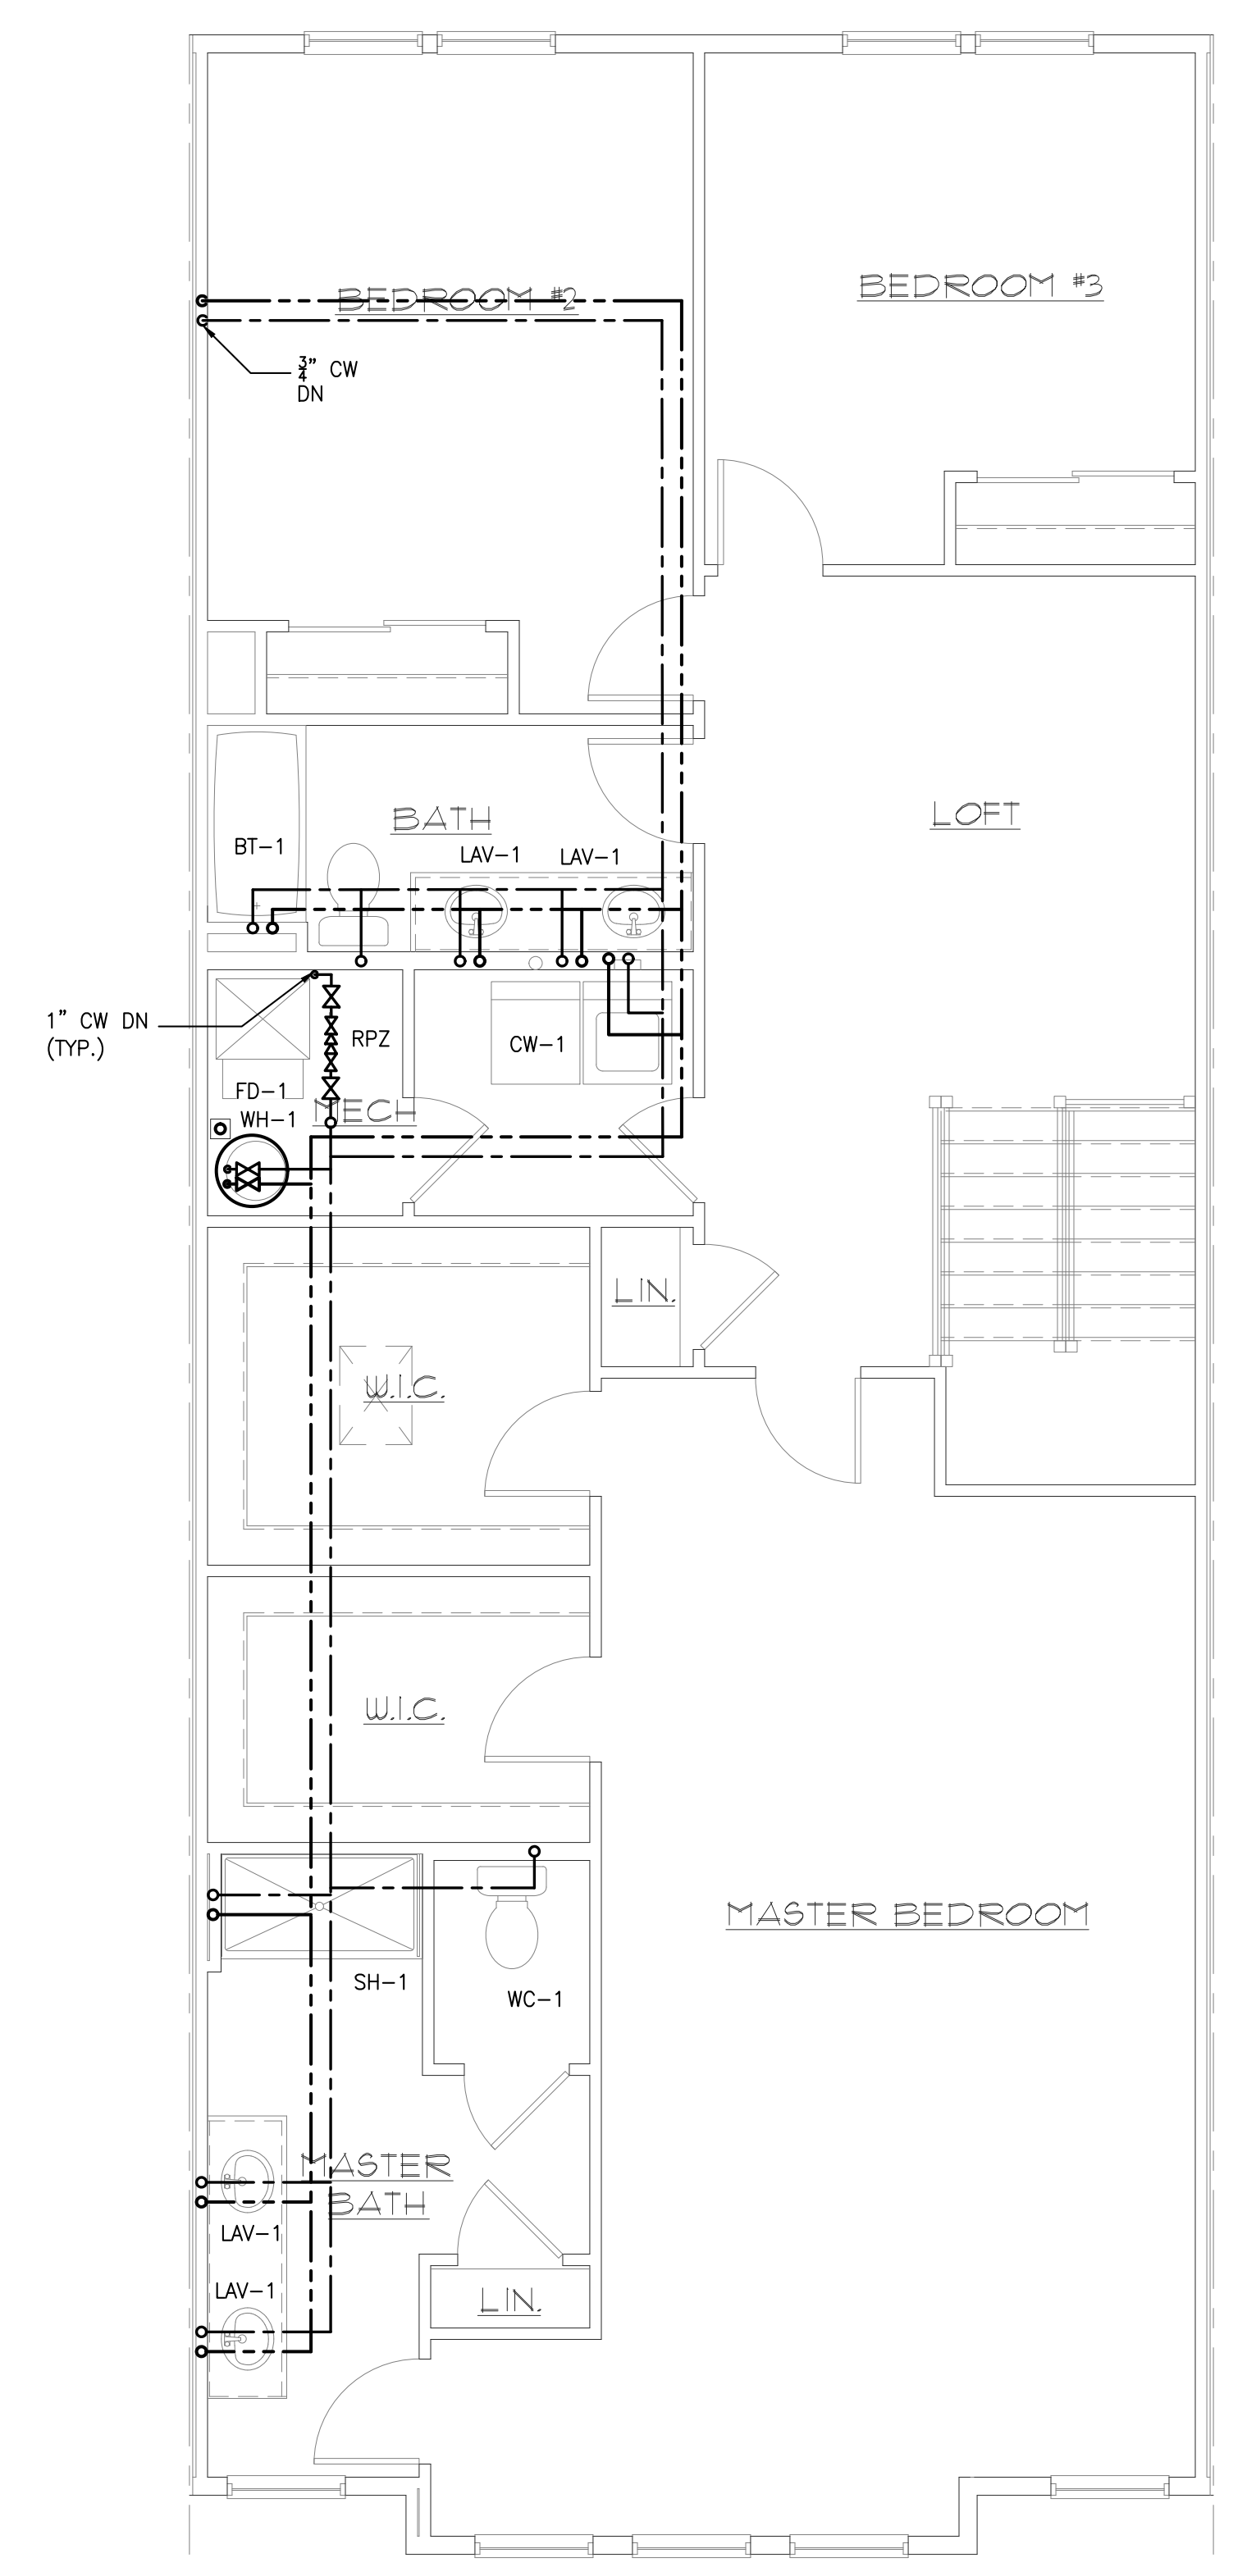 BEDROOM #2
BEDROOM #3
3/4" CW
DN
BATH
LOFT
BT-1
LAV-1
LAV-1
1" CW DN
(TYP.)
RPZ
CW-1
FD-1
MECH
WH-1
LIN.
W.I.C.
W.I.C.
MASTER BEDROOM
SH-1
WC-1
MASTER
BATH
LAV-1
LAV-1
LIN.